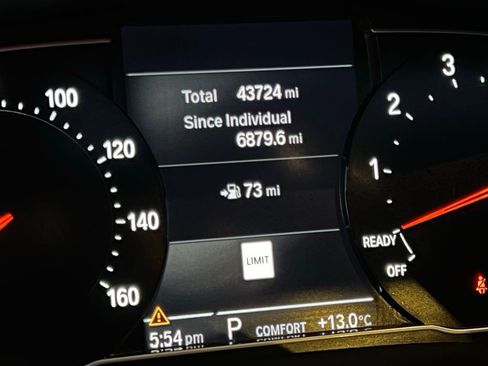 Total 43724 mi
Since Individual
6879.6 mi
73 mi
LIMIT
5:54 pm P COMFORT +13.0°C
100
120
140
160
3
2
1
READY
OFF